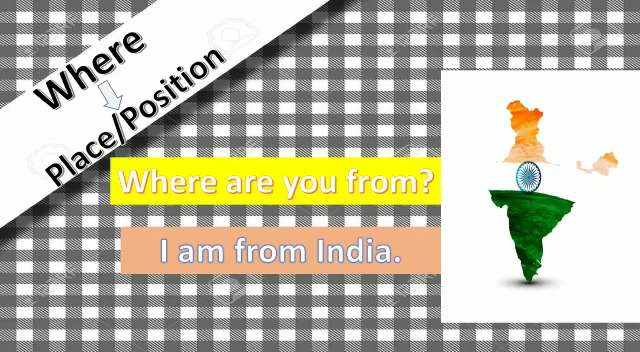 Where
Place/Position
Where are you from?
I am from India.